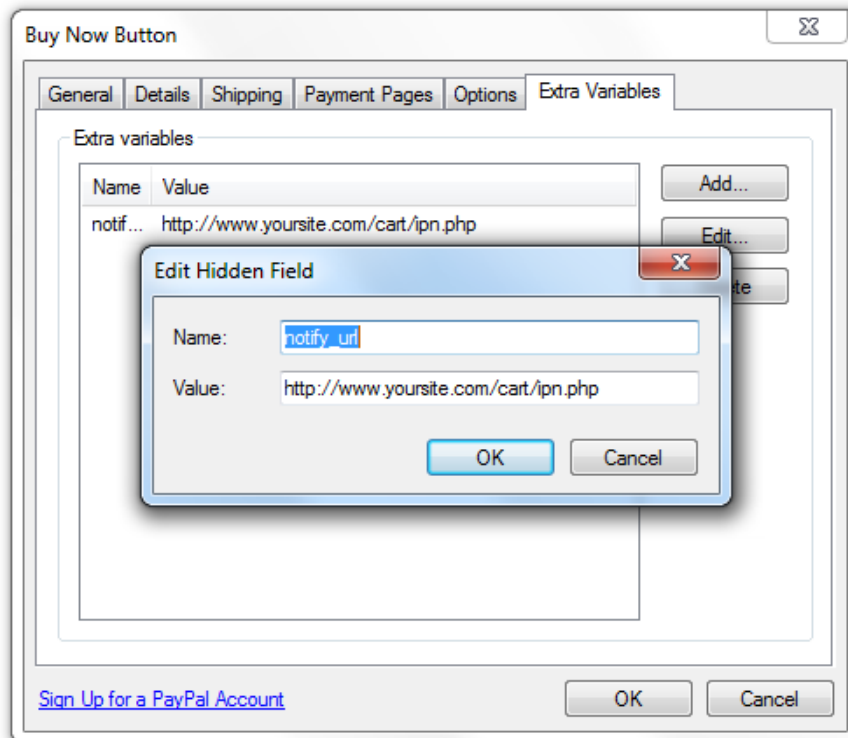 Buy Now Button
General Details Shipping Payment Pages Options Extra Variables
Extra variables
Name Value
Add...
notif... http://www.yoursite.com/cart/ipn.php
Edit...
Edit Hidden Field
Name: notify_url
Value: http://www.yoursite.com/cart/ipn.php
OK Cancel
Sign Up for a PayPal Account
OK Cancel